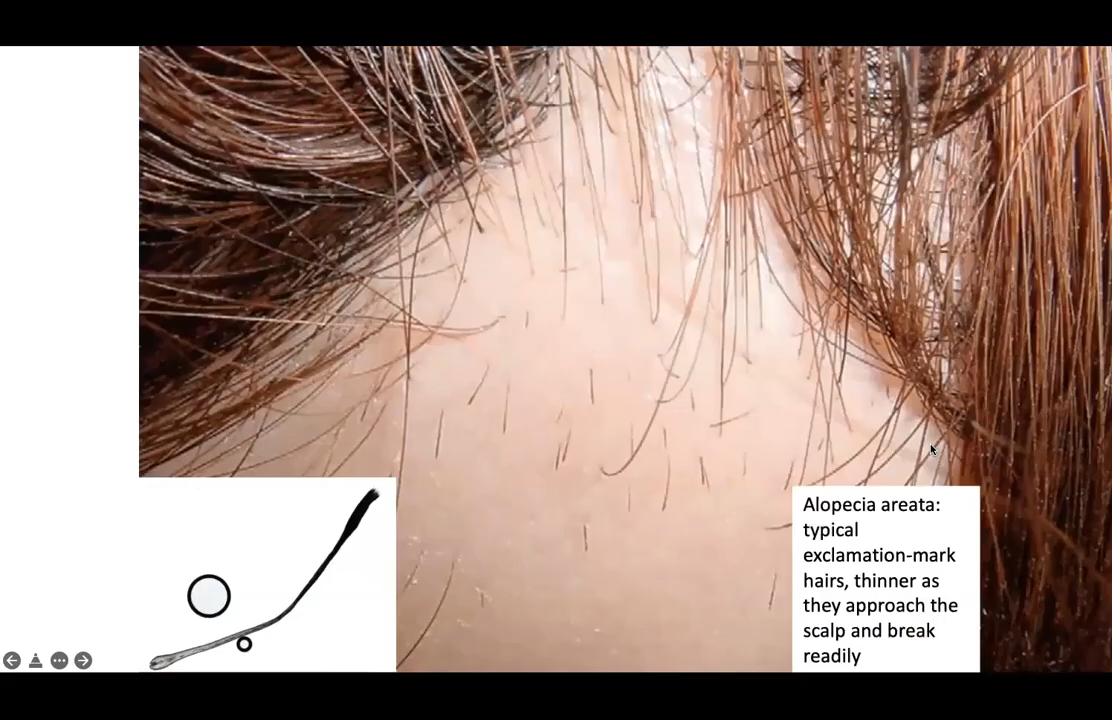 Alopecia areata:
typical
exclamation-mark
hairs, thinner as
they approach the
scalp and break
readily